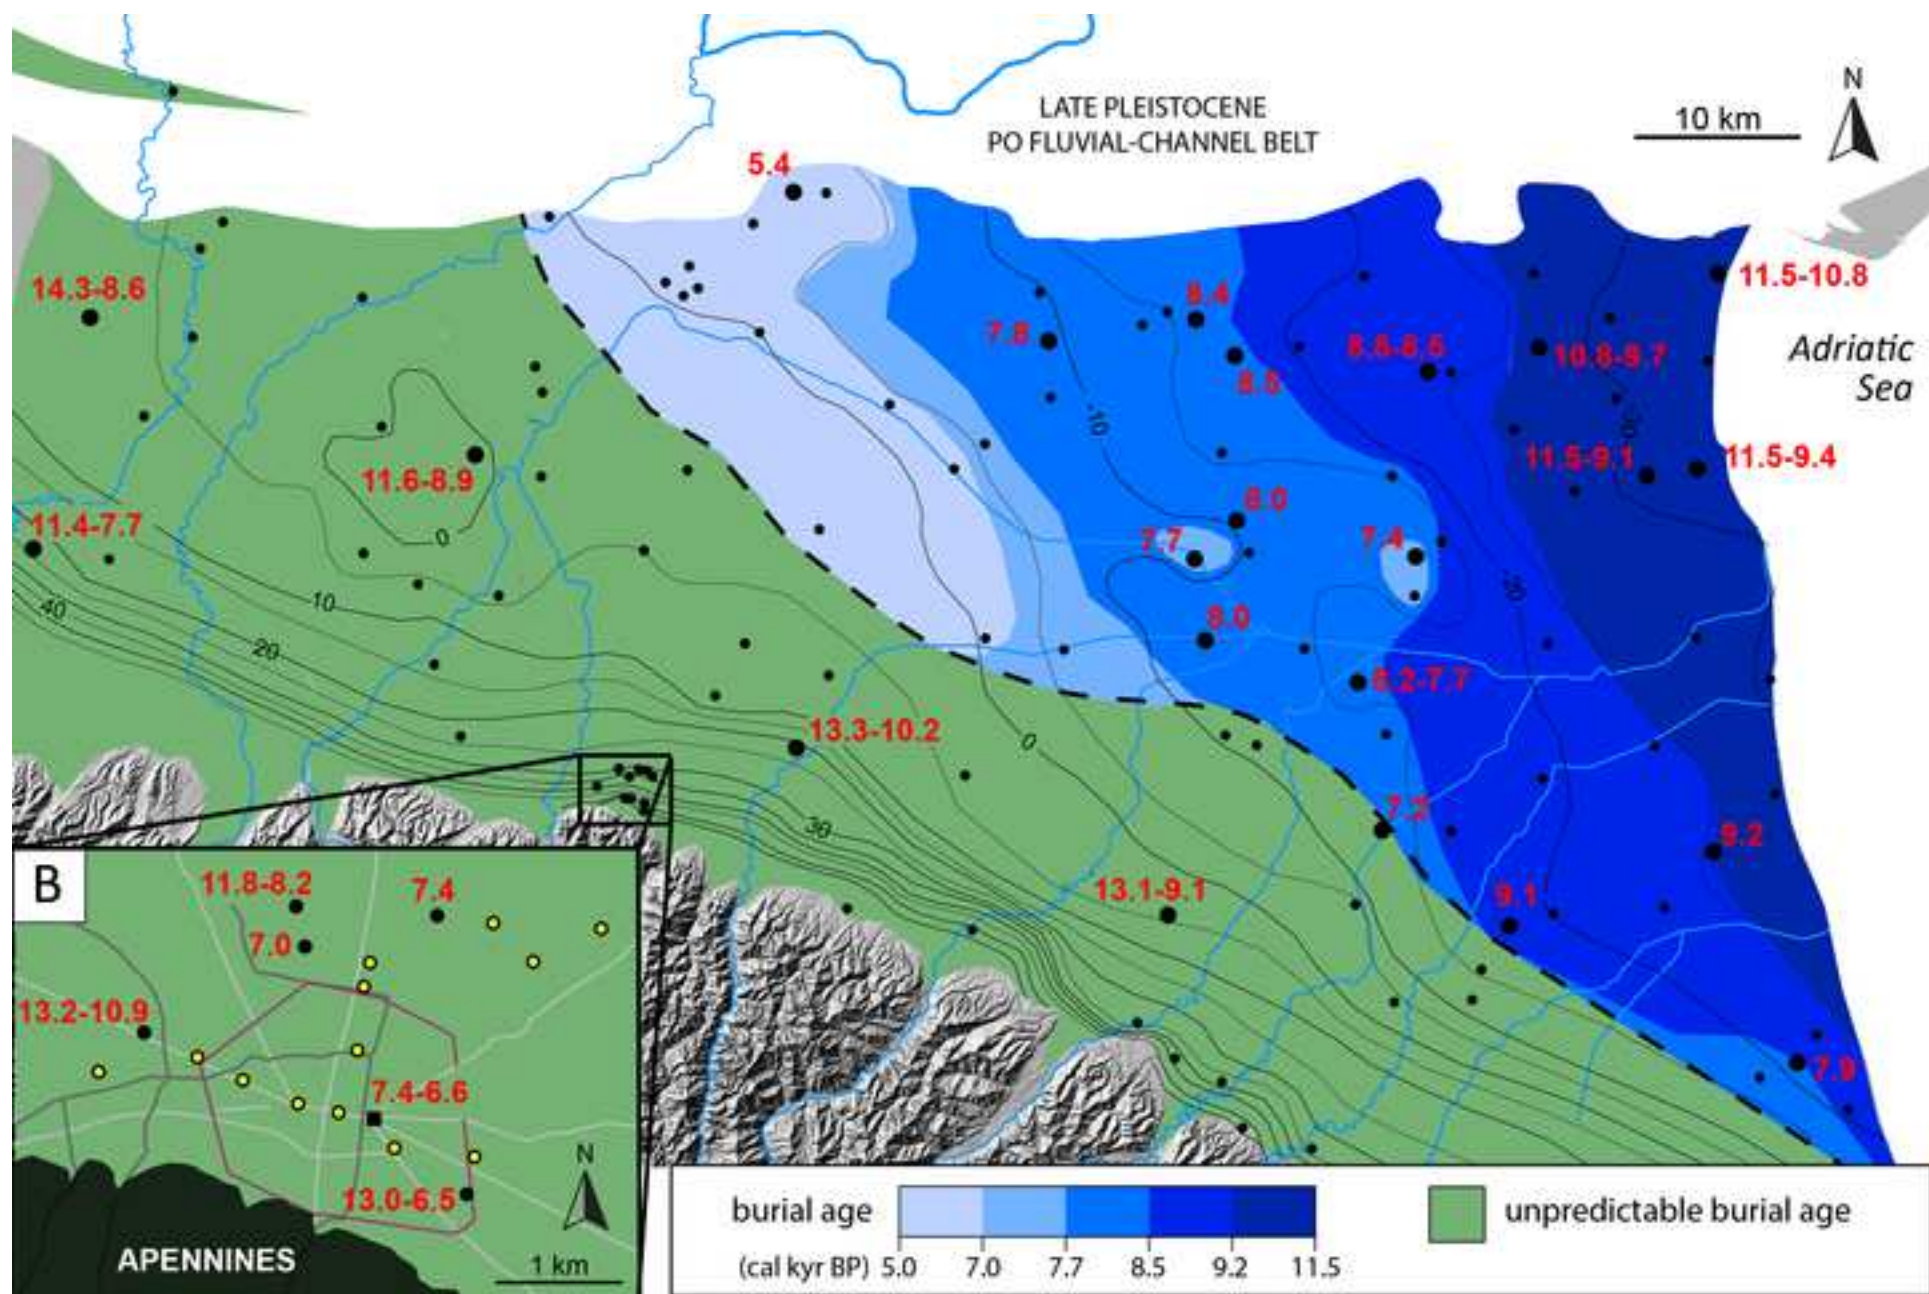 LATE PLEISTOCENE
PO FLUVIAL-CHANNEL BELT
N
10 km
5.4
14.3-8.6
11.5-10.8
8.4
7.8
Adriatic
Sea
10.8-9.7
8.5
11.6-8.9
11.5-9.1
11.5-9.4
-10
0
11.4-7.7
8.0
7.7
7.4
10
40
20
8.0
8.2-7.7
13.3-10.2
0
30
7.2
9.2
13.1-9.1
9.1
7.9
B
11.8-8.2
7.4
7.0
13.2-10.9
7.4-6.6
N
13.0-6.5
APENNINES
1 km
burial age
unpredictable burial age
(cal kyr BP) 5.0 7.0 7.7 8.5 9.2 11.5